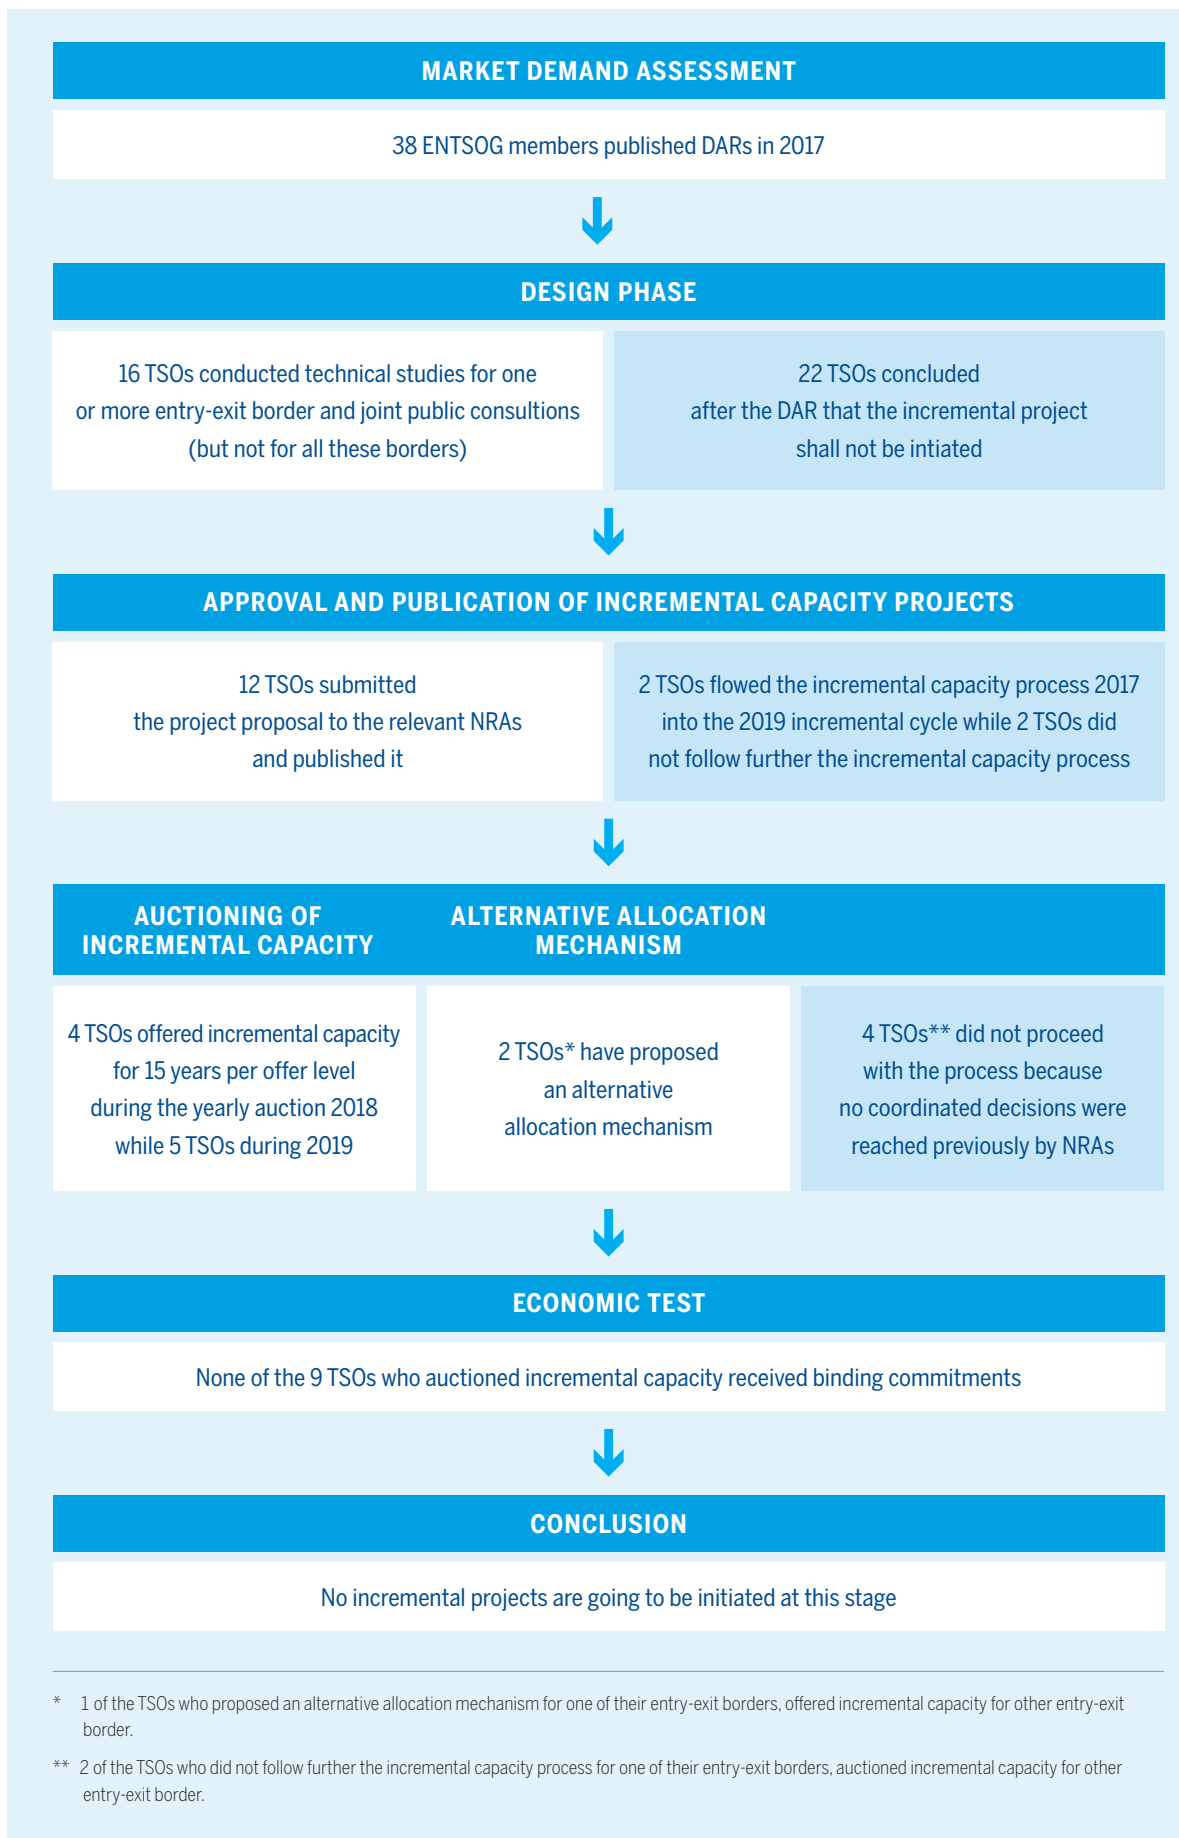 MARKET DEMAND ASSESSMENT
38 ENTSOG members published DARs in 2017
DESIGN PHASE
16 TSOs conducted technical studies for one
or more entry-exit border and joint public consultions
(but not for all these borders)
22 TSOs concluded
after the DAR that the incremental project
shall not be intiated
APPROVAL AND PUBLICATION OF INCREMENTAL CAPACITY PROJECTS
12 TSOs submitted
the project proposal to the relevant NRAs
and published it
2 TSOs flowed the incremental capacity process 2017
into the 2019 incremental cycle while 2 TSOs did
not follow further the incremental capacity process
AUCTIONING OF
INCREMENTAL CAPACITY
ALTERNATIVE ALLOCATION
MECHANISM
4 TSOs offered incremental capacity
for 15 years per offer level
during the yearly auction 2018
while 5 TSOs during 2019
2 TSOs* have proposed
an alternative
allocation mechanism
4 TSOs** did not proceed
with the process because
no coordinated decisions were
reached previously by NRAs
ECONOMIC TEST
None of the 9 TSOs who auctioned incremental capacity received binding commitments
CONCLUSION
No incremental projects are going to be initiated at this stage
* 1 of the TSOs who proposed an alternative allocation mechanism for one of their entry-exit borders, offered incremental capacity for other entry-exit
border.
** 2 of the TSOs who did not follow further the incremental capacity process for one of their entry-exit borders, auctioned incremental capacity for other
entry-exit border.